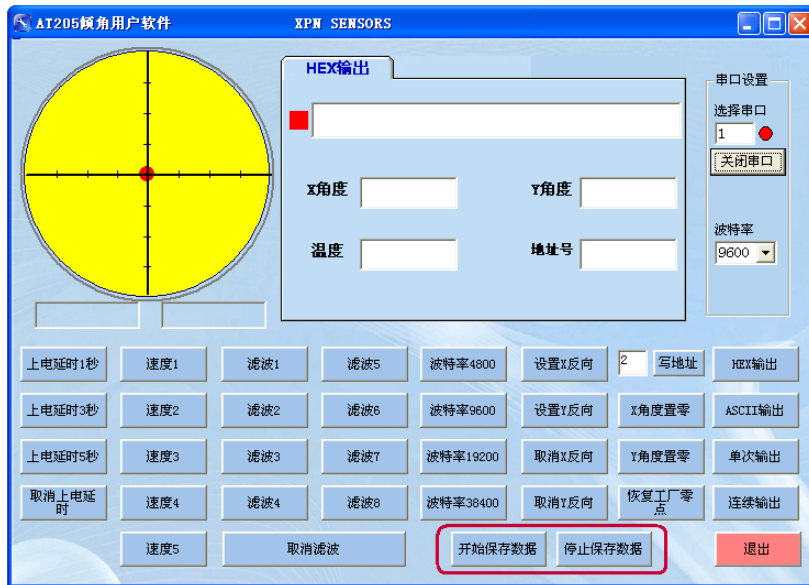 AT205倾角用户软件 XPN SENSORS
HEX输出
串口设置
选择串口
1
关闭串口
X角度
Y角度
波特率
温度
地址号
9600
上电延时1秒 速度1 滤波1 滤波5 波特率4800 设置X反向 2 写地址 HEX输出
上电延时3秒 速度2 滤波2 滤波6 波特率9600 设置Y反向 X角度置零 ASCII输出
上电延时5秒 速度3 滤波3 滤波7 波特率19200 取消X反向 Y角度置零 单次输出
取消上电延时 速度4 滤波4 滤波8 波特率38400 取消Y反向 恢复工厂零点 连续输出
速度5 取消滤波 开始保存数据 停止保存数据 退出